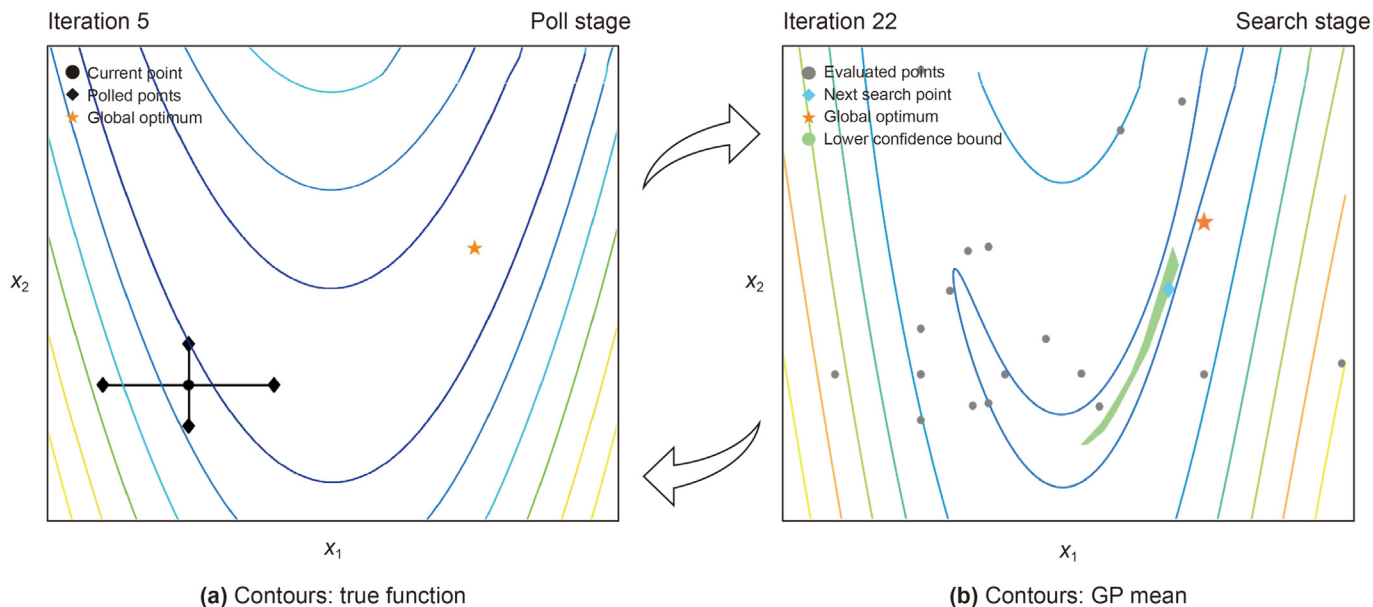 Iteration 5
Poll stage
Current point
Polled points
Global optimum
x2
x1
(a) Contours: true function
Iteration 22
Search stage
Evaluated points
Next search point
Global optimum
Lower confidence bound
x2
x1
(b) Contours: GP mean